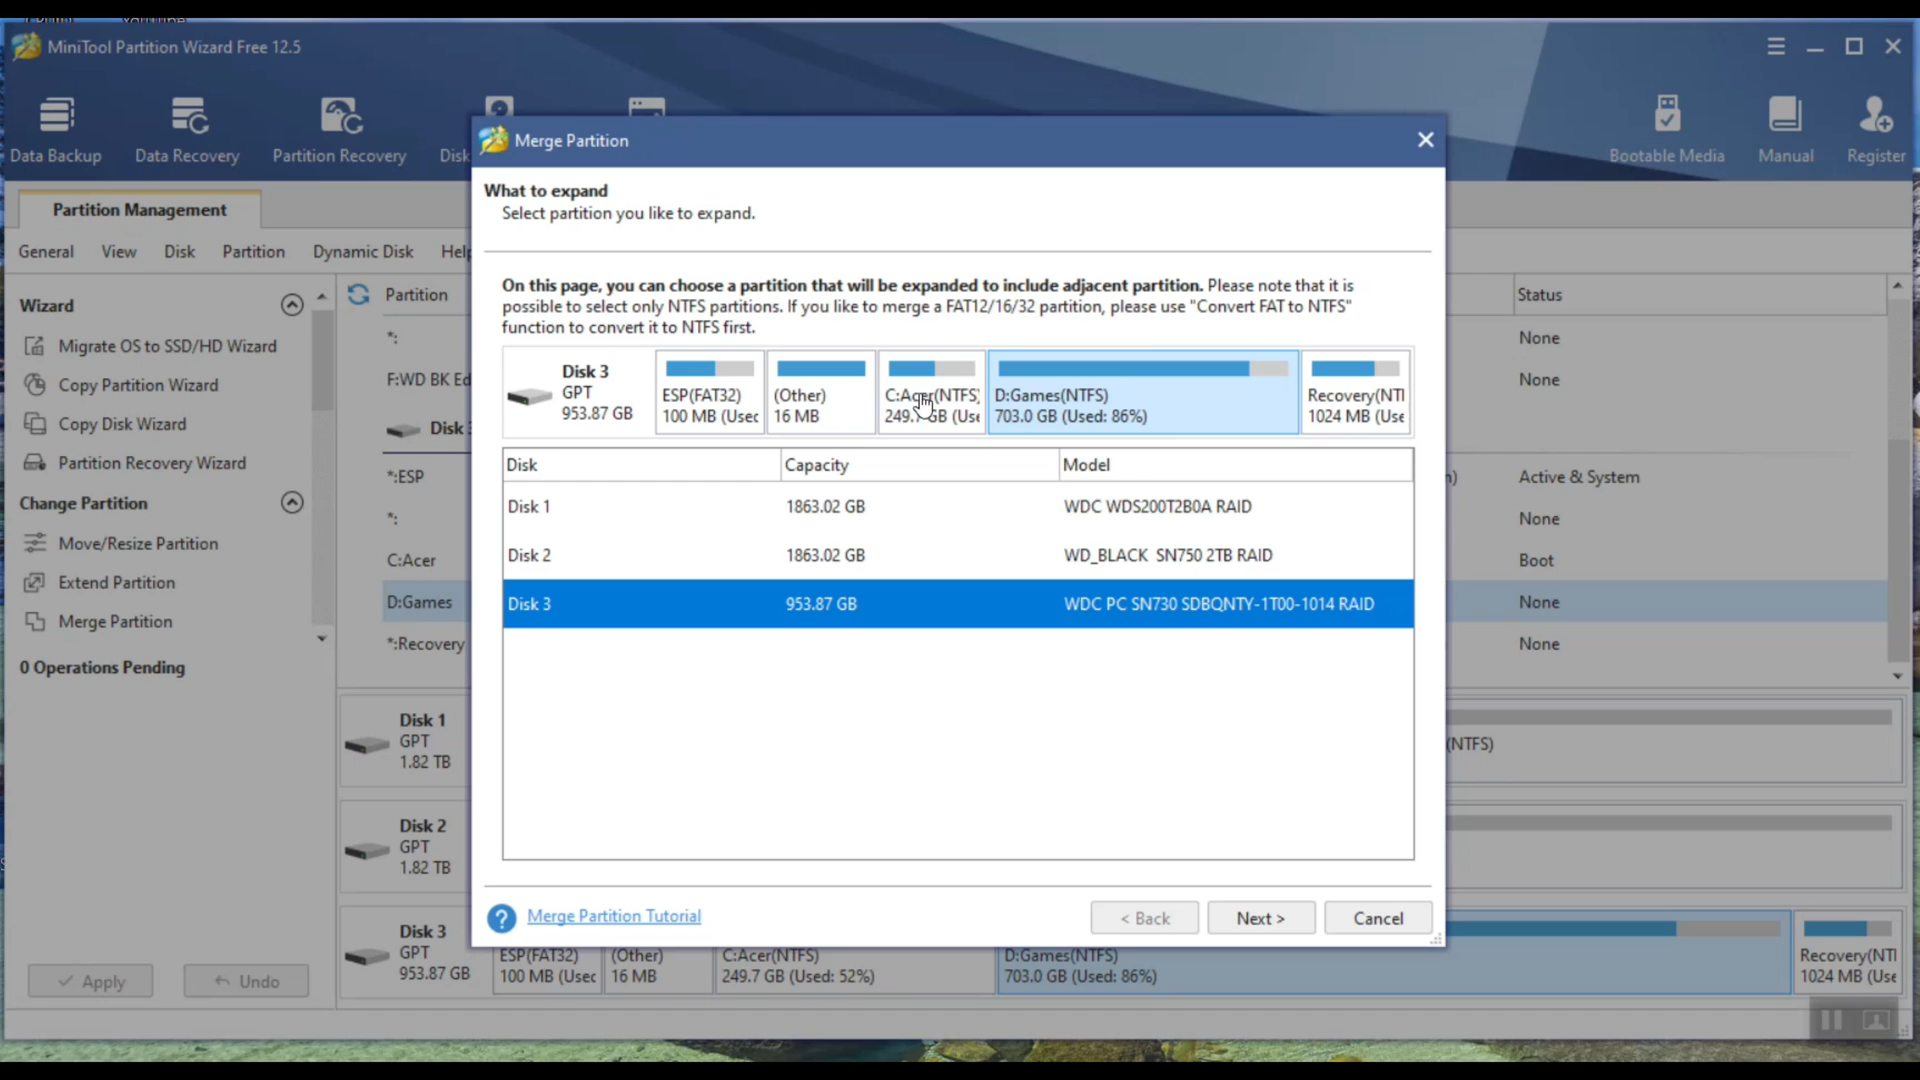 MiniTool Partition Wizard Free 12.5
Data Backup
Data Recovery
Partition Recovery
Disk
Bootable Media
Manual
Register
Partition Management
General View Disk Partition Dynamic Disk Help
Wizard
Migrate OS to SSD/HD Wizard
Copy Partition Wizard
Copy Disk Wizard
Partition Recovery Wizard
Change Partition
Move/Resize Partition
Extend Partition
Merge Partition
0 Operations Pending
Apply
Undo
Partition
Status
*:
None
F:WD BK Ed
None
Disk
*:ESP
Active & System
*:
None
C:Acer
Boot
D:Games
None
*:Recovery
None
Merge Partition
What to expand
Select partition you like to expand.
On this page, you can choose a partition that will be expanded to include adjacent partition. Please note that it is
possible to select only NTFS partitions. If you like to merge a FAT12/16/32 partition, please use "Convert FAT to NTFS"
function to convert it to NTFS first.
Disk 3
GPT
953.87 GB
ESP(FAT32)
100 MB (Used
(Other)
16 MB
C:Acer(NTFS)
249.7 GB (Use
D:Games(NTFS)
703.0 GB (Used: 86%)
Recovery(NTI
1024 MB (Use
Disk Capacity Model
Disk 1 1863.02 GB WDC WDS200T2B0A RAID
Disk 2 1863.02 GB WD_BLACK SN750 2TB RAID
Disk 3 953.87 GB WDC PC SN730 SDBQNTY-1T00-1014 RAID
Merge Partition Tutorial
< Back
Next >
Cancel
Disk 1
GPT
1.82 TB
(NTFS)
Disk 2
GPT
1.82 TB
Disk 3
GPT
953.87 GB
ESP(FAT32)
100 MB (Used
(Other)
16 MB
C:Acer(NTFS)
249.7 GB (Used: 52%)
D:Games(NTFS)
703.0 GB (Used: 86%)
Recovery(NTI
1024 MB (Use